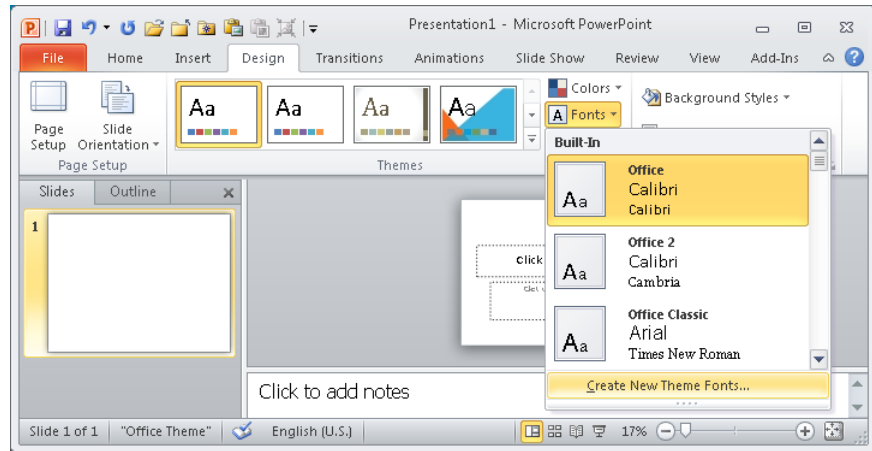 Presentation1 - Microsoft PowerPoint
File Home Insert Design Transitions Animations Slide Show Review View Add-Ins
Page Setup
Slide Orientation
Aa Aa Aa Aa
Colors
Fonts
Background Styles
Page Setup
Themes
Built-In
Office
Calibri
Calibri
Aa
Office 2
Calibri
Cambria
Aa
Office Classic
Arial
Times New Roman
Aa
Create New Theme Fonts...
Slides Outline
1
Click
Click to add notes
Slide 1 of 1 "Office Theme" English (U.S.) 17%